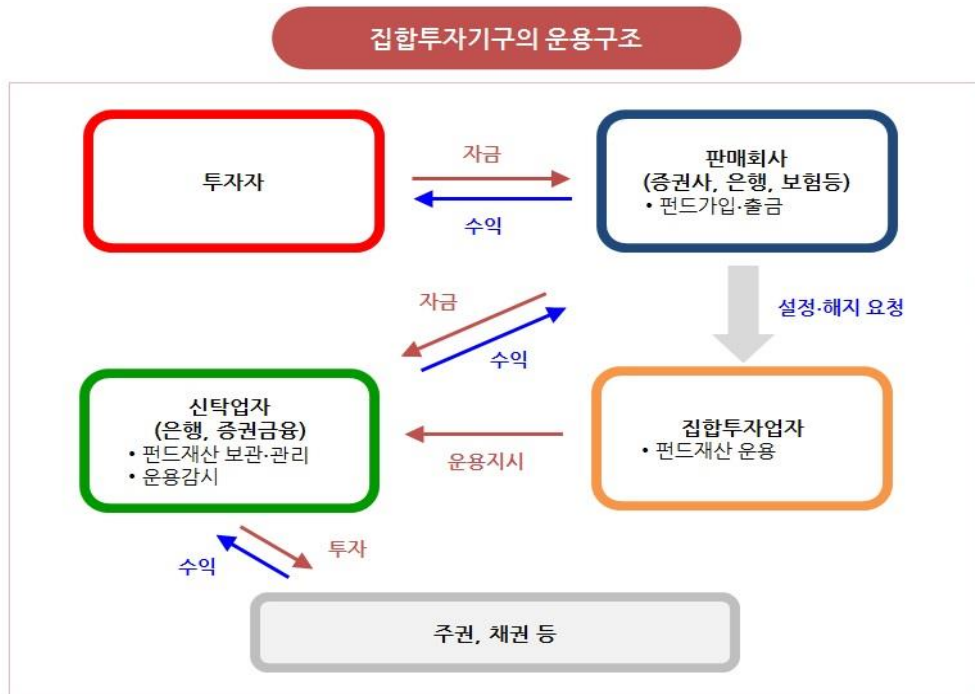 집합투자기구의 운용구조
투자자
자금
수익
판매회사
(증권사, 은행, 보험등)
• 펀드가입·출금
자금
수익
설정·해지 요청
신탁업자
(은행, 증권금융)
• 펀드재산 보관·관리
• 운용감시
운용지시
집합투자업자
• 펀드재산 운용
수익
투자
주권, 채권 등